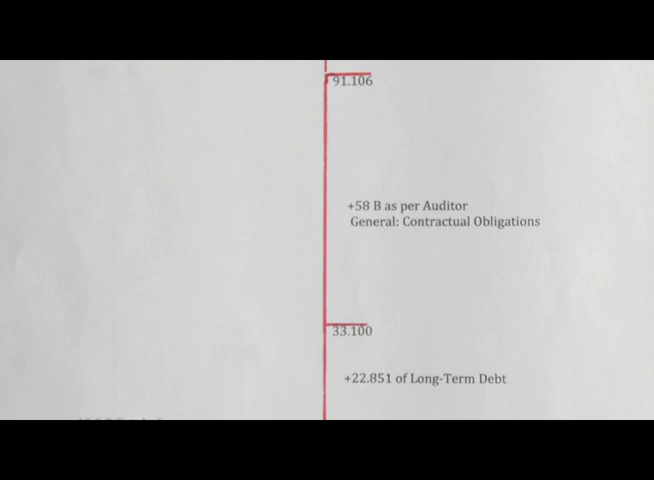 91.106
+58 B as per Auditor
General: Contractual Obligations
33.100
+22.851 of Long-Term Debt